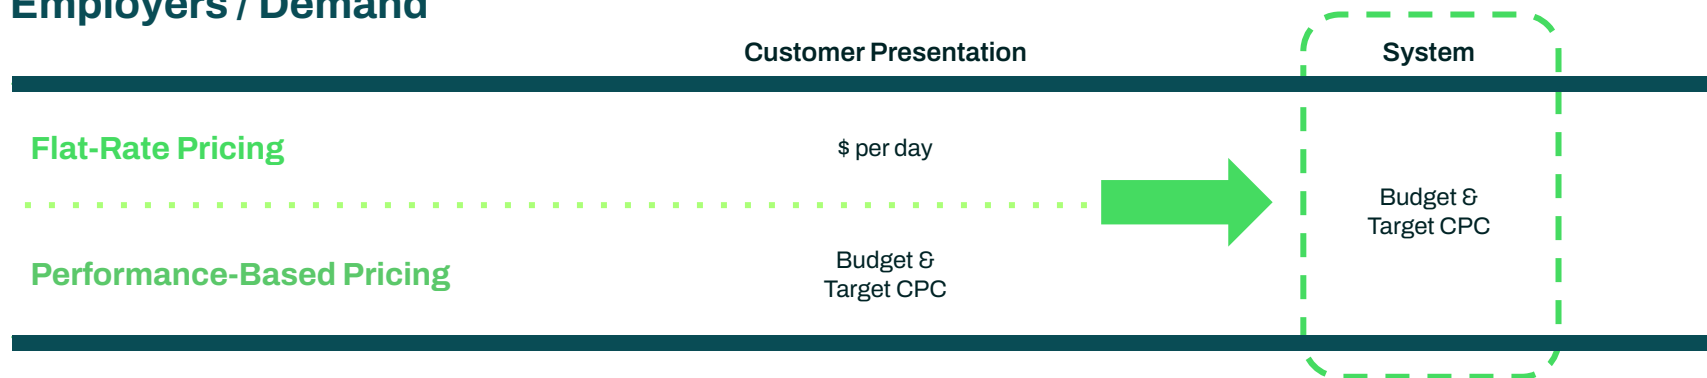 Employers / Demand
Customer Presentation
System
Flat-Rate Pricing
$ per day
Budget &
Target CPC
Performance-Based Pricing
Budget &
Target CPC